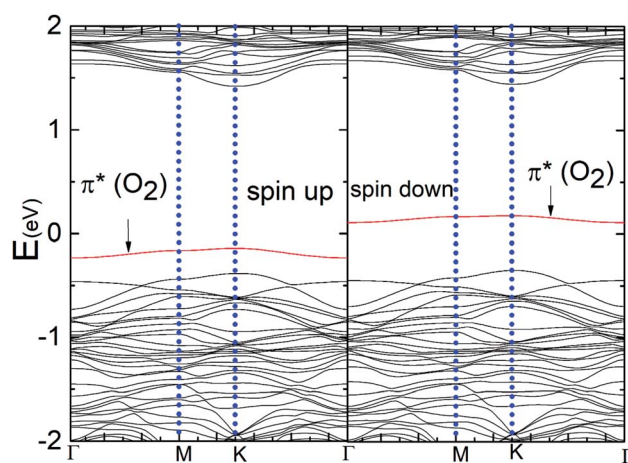 2
1
0
-1
-2
E(eV)
π* (O2)
spin up
spin down
π* (O2)
Γ
M
K
Γ
M
K
Γ